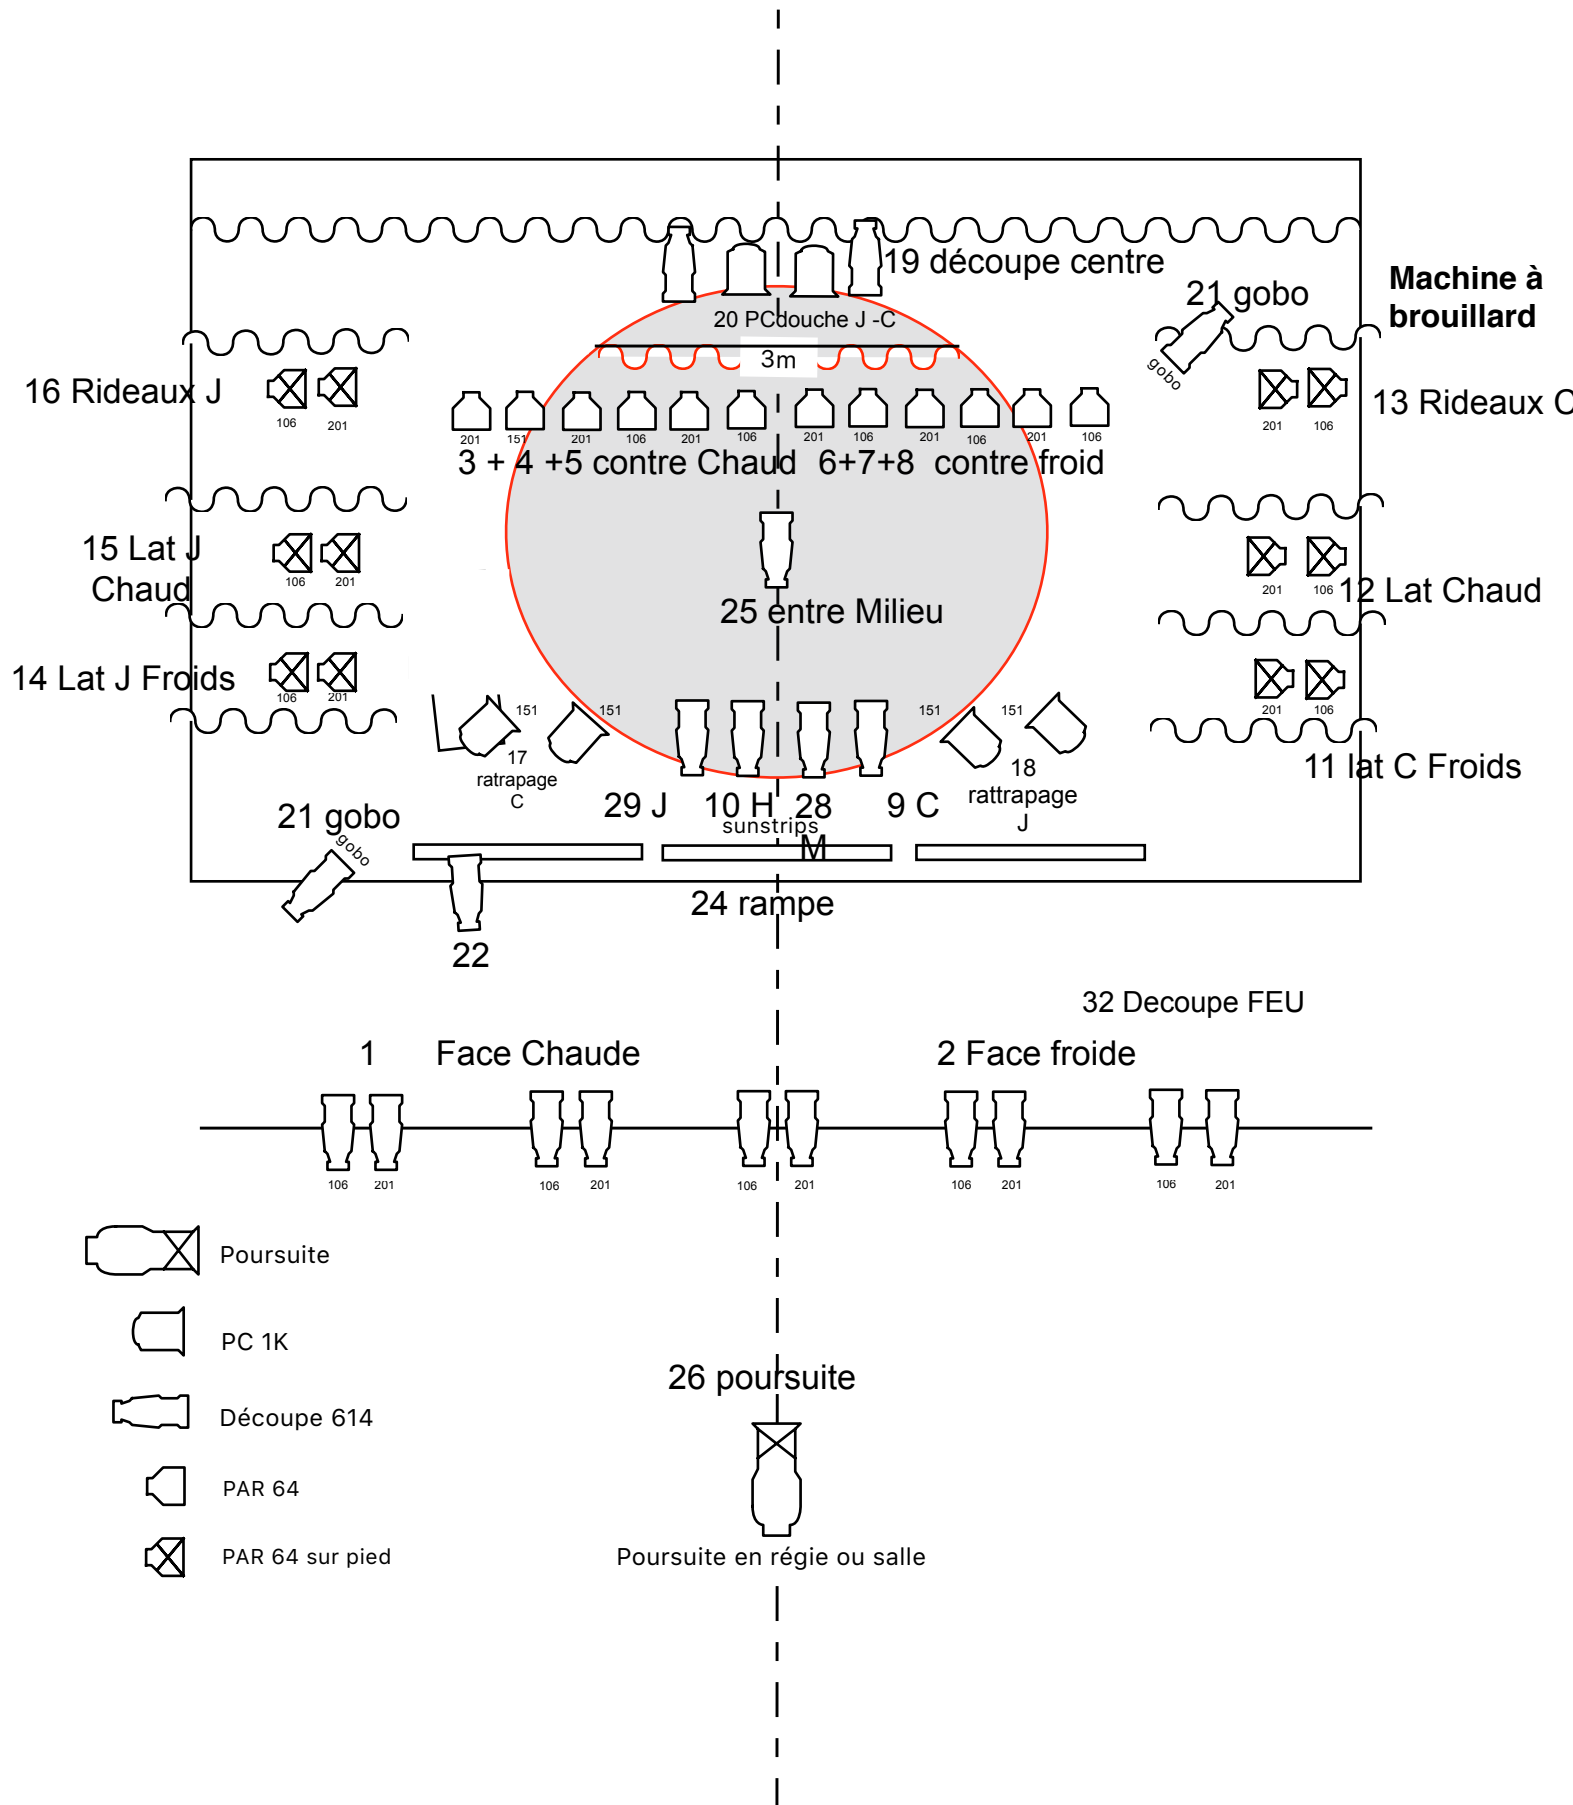 19 découpe centre
21 gobo
Machine à
brouillard
20 PCdouche J -C
gobo
3m
16 Rideaux J
106
201
201
106
13 Rideaux C
201
151
201
106
201
106
201
106
201
106
201
106
3 + 4 +5 contre Chaud
6+7+8 contre froid
15 Lat J
Chaud
106
201
201
106
12 Lat Chaud
25 entre Milieu
14 Lat J Froids
106
201
201
106
11 lat C Froids
151
151
151
151
17
ratrapage
C
18
rattrapage
J
29 J
10 H
28
M
9 C
sunstrips
21 gobo
gobo
24 rampe
22
32 Decoupe FEU
1 Face Chaude
2 Face froide
106
201
106
201
106
201
106
201
106
201
Poursuite
PC 1K
26 poursuite
Découpe 614
PAR 64
PAR 64 sur pied
Poursuite en régie ou salle